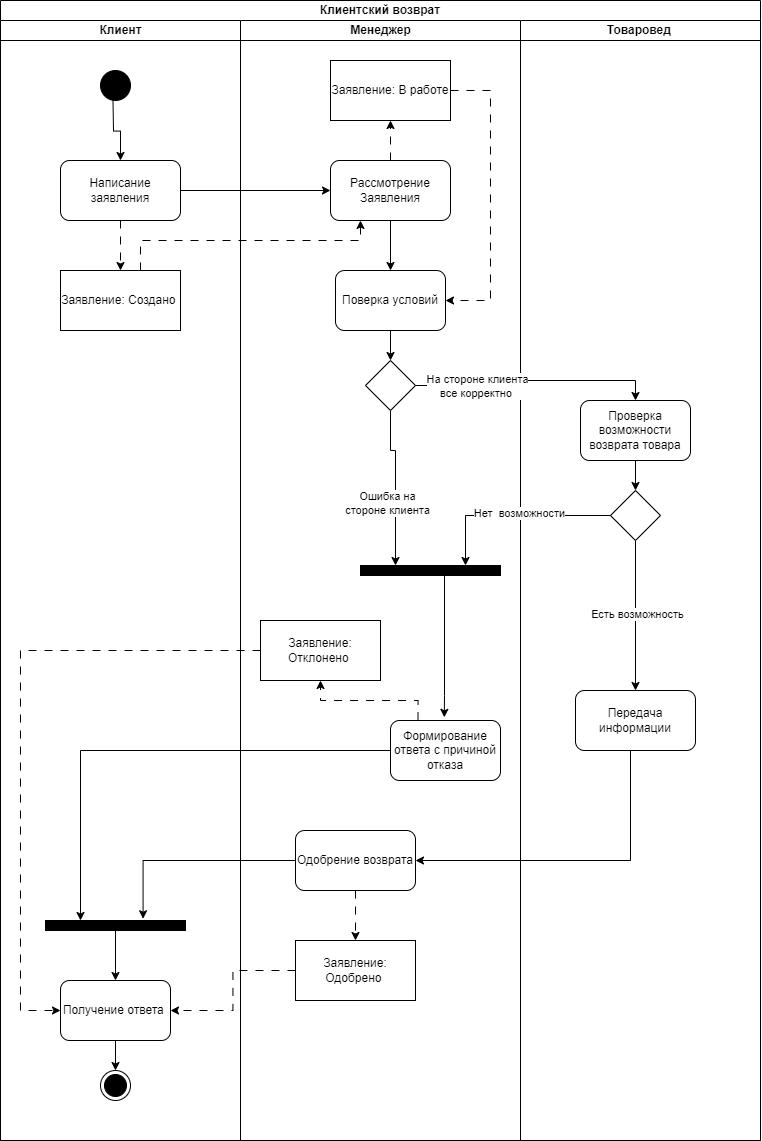 Клиентский возврат
Клиент
Менеджер
Товаровед
Заявление: В работе
Написание
заявления
Рассмотрение
Заявления
Заявление: Создано
Поверка условий
На стороне клиента
все корректно
Проверка
возможности
возврата товара
Ошибка на
стороне клиента
Нет возможности
Есть возможность
Заявление:
Отклонено
Передача
информации
Формирование
ответа с причиной
отказа
Одобрение возврата
Заявление:
Одобрено
Получение ответа